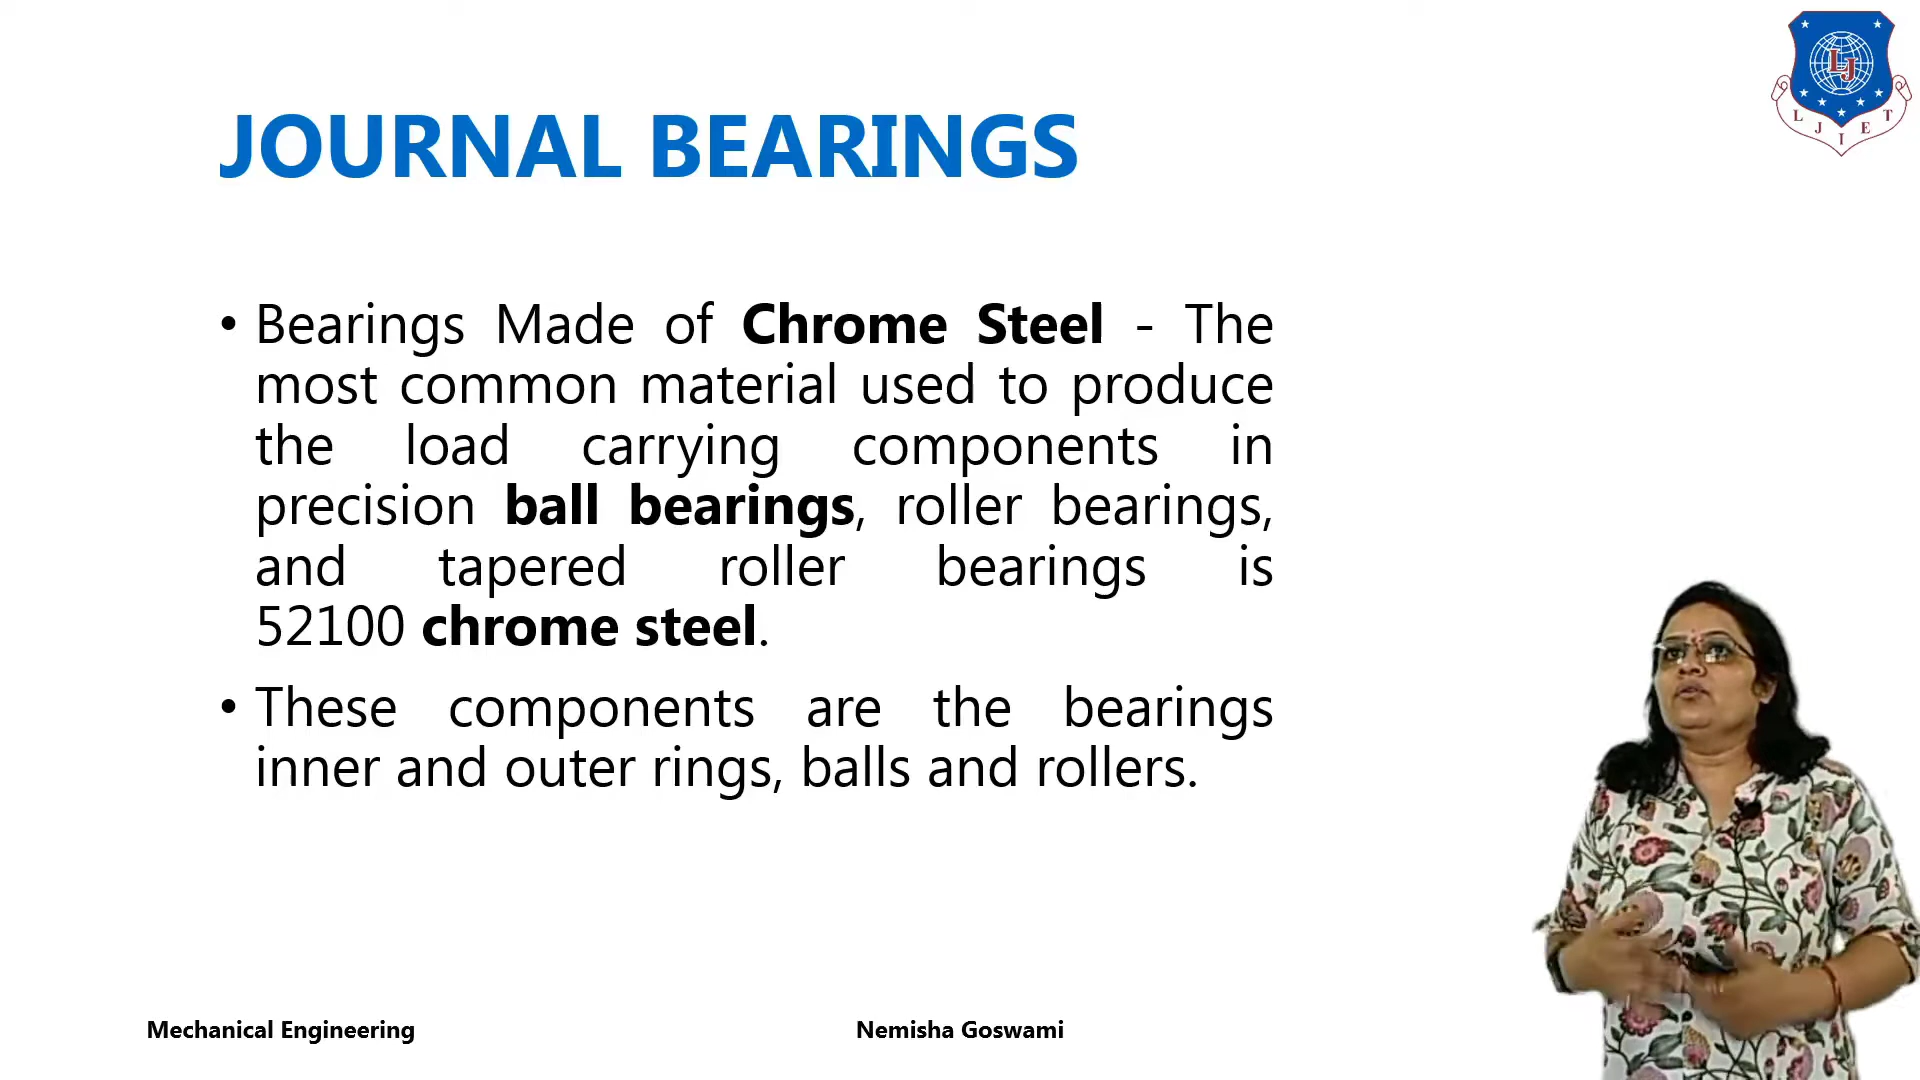 JOURNAL BEARINGS
• Bearings Made of Chrome Steel - The
most common material used to produce
the load carrying components in
precision ball bearings, roller bearings,
and tapered roller bearings is
52100 chrome steel.
• These components are the bearings
inner and outer rings, balls and rollers.
LJ
L J I E T
Mechanical Engineering
Nemisha Goswami